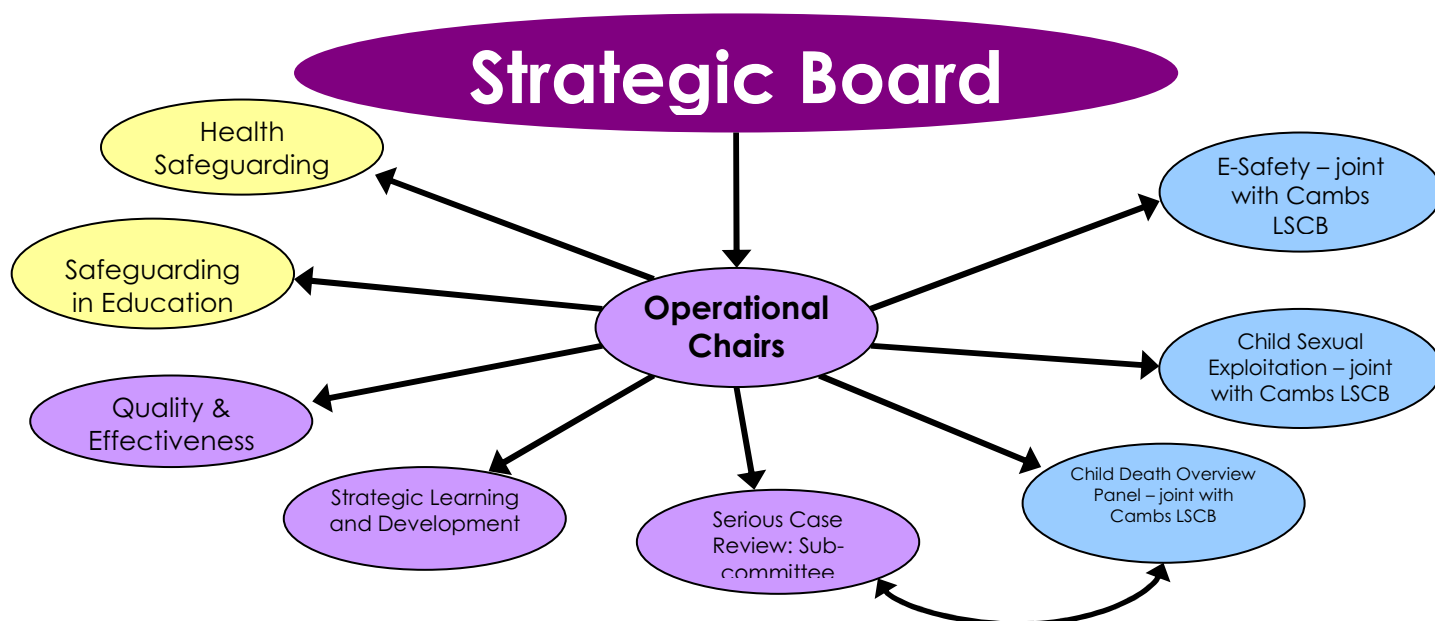 Strategic Board
Health
Safeguarding
E-Safety – joint
with Cambs
LSCB
Safeguarding
in Education
Operational
Chairs
Child Sexual
Exploitation – joint
with Cambs LSCB
Quality &
Effectiveness
Strategic Learning
and Development
Serious Case
Review: Sub-
committee
Child Death Overview
Panel – joint with
Cambs LSCB